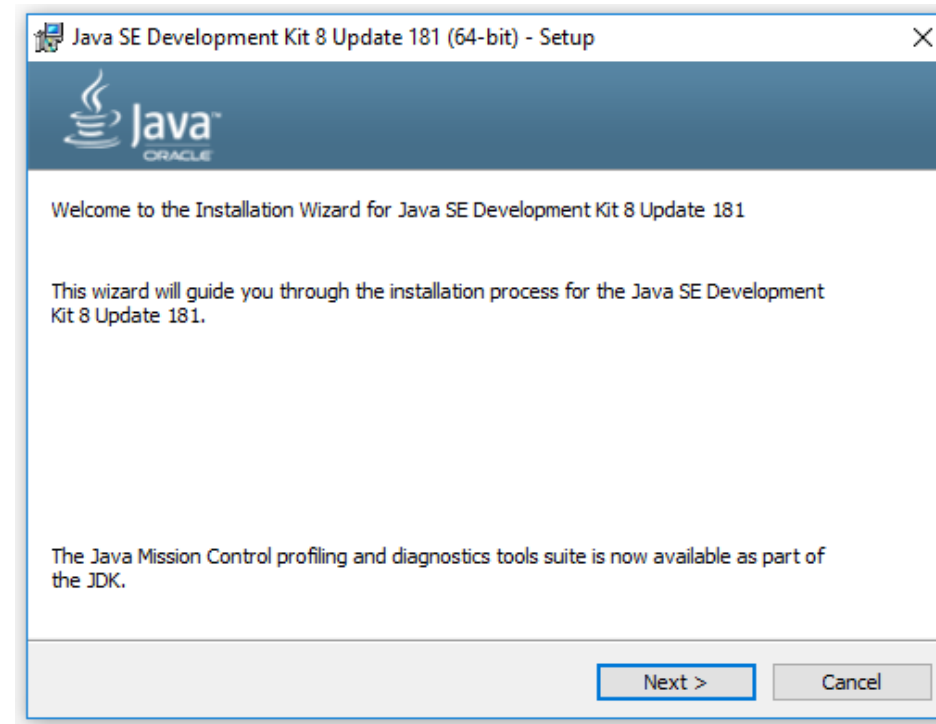 Java SE Development Kit 8 Update 181 (64-bit) - Setup
Java™
ORACLE
Welcome to the Installation Wizard for Java SE Development Kit 8 Update 181
This wizard will guide you through the installation process for the Java SE Development
Kit 8 Update 181.
The Java Mission Control profiling and diagnostics tools suite is now available as part of
the JDK.
Next >
Cancel